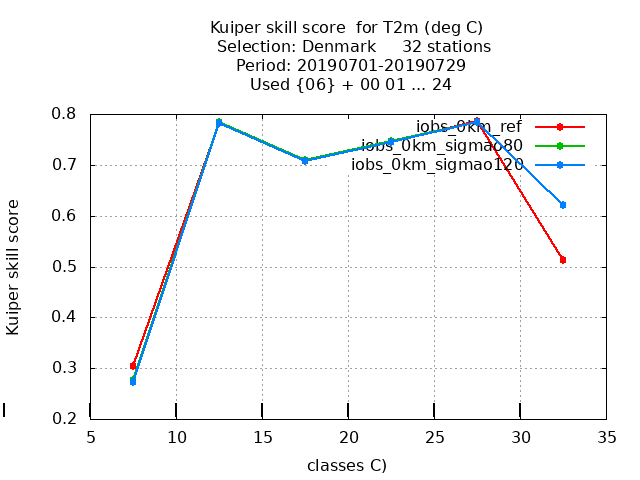 Kuiper skill score  for T2m (deg C)
Selection: Denmark     32 stations
Period: 20190701-20190729
Used {06} + 00 01 ... 24
iobs_0km_ref
iobs_0km_sigmao80
iobs_0km_sigmao120
Kuiper skill score
0.8
0.7
0.6
0.5
0.4
0.3
0.2
5 10 15 20 25 30 35
classes C)